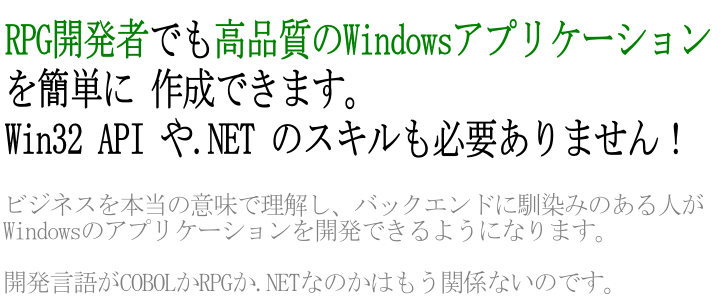 RPG開発者でも高品質のWindowsアプリケーション
を簡単に 作成できます。
Win32 API や.NET のスキルも必要ありません！
ビジネスを本当の意味で理解し、バックエンドに馴染みのある人が
Windowsのアプリケーションを開発できるようになります。
開発言語がCOBOLかRPGか.NETなのかはもう関係ないのです。